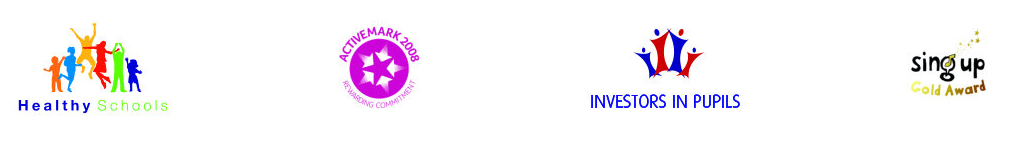 Healthy Schools
ACTIVEMARK 2008
REWARDING COMMITMENT
INVESTORS IN PUPILS
sing up
Gold Award